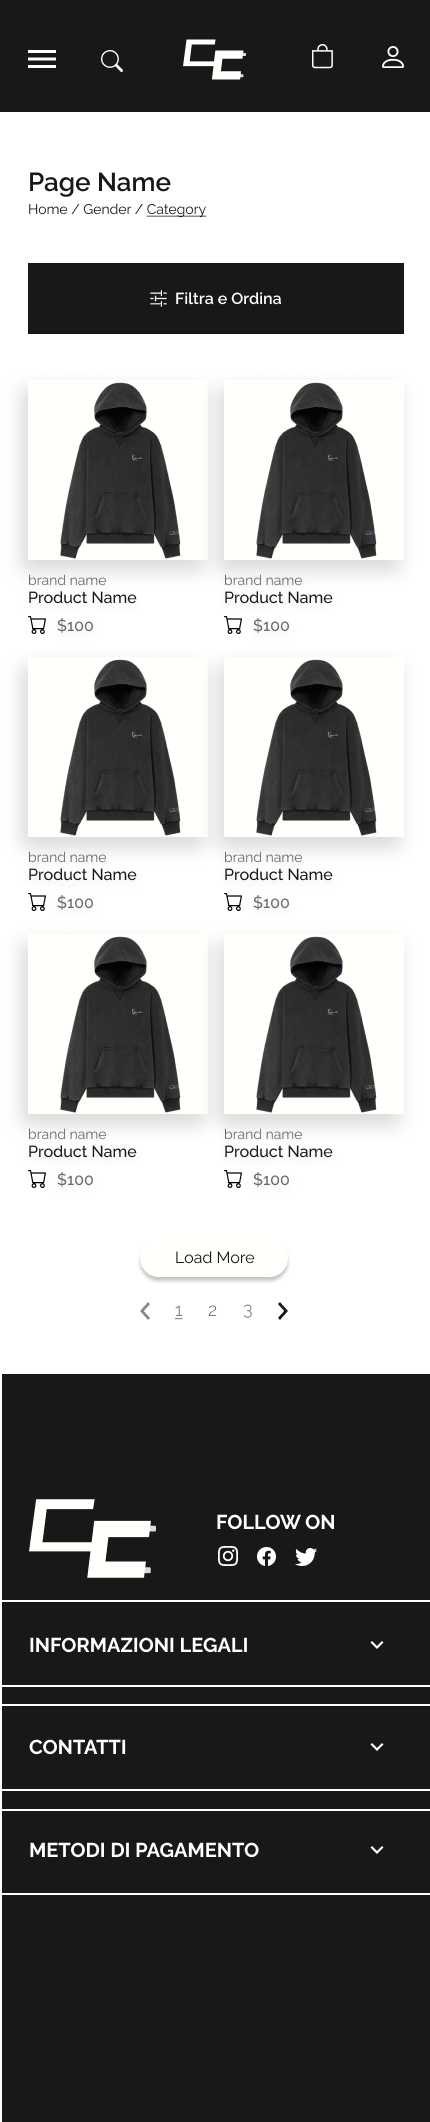 CC
Page Name
Home / Gender / Category
Filtra e Ordina
brand name
Product Name
$100
brand name
Product Name
$100
brand name
Product Name
$100
brand name
Product Name
$100
brand name
Product Name
$100
brand name
Product Name
$100
Load More
1 2 3
CC
FOLLOW ON
INFORMAZIONI LEGALI
CONTATTI
METODI DI PAGAMENTO